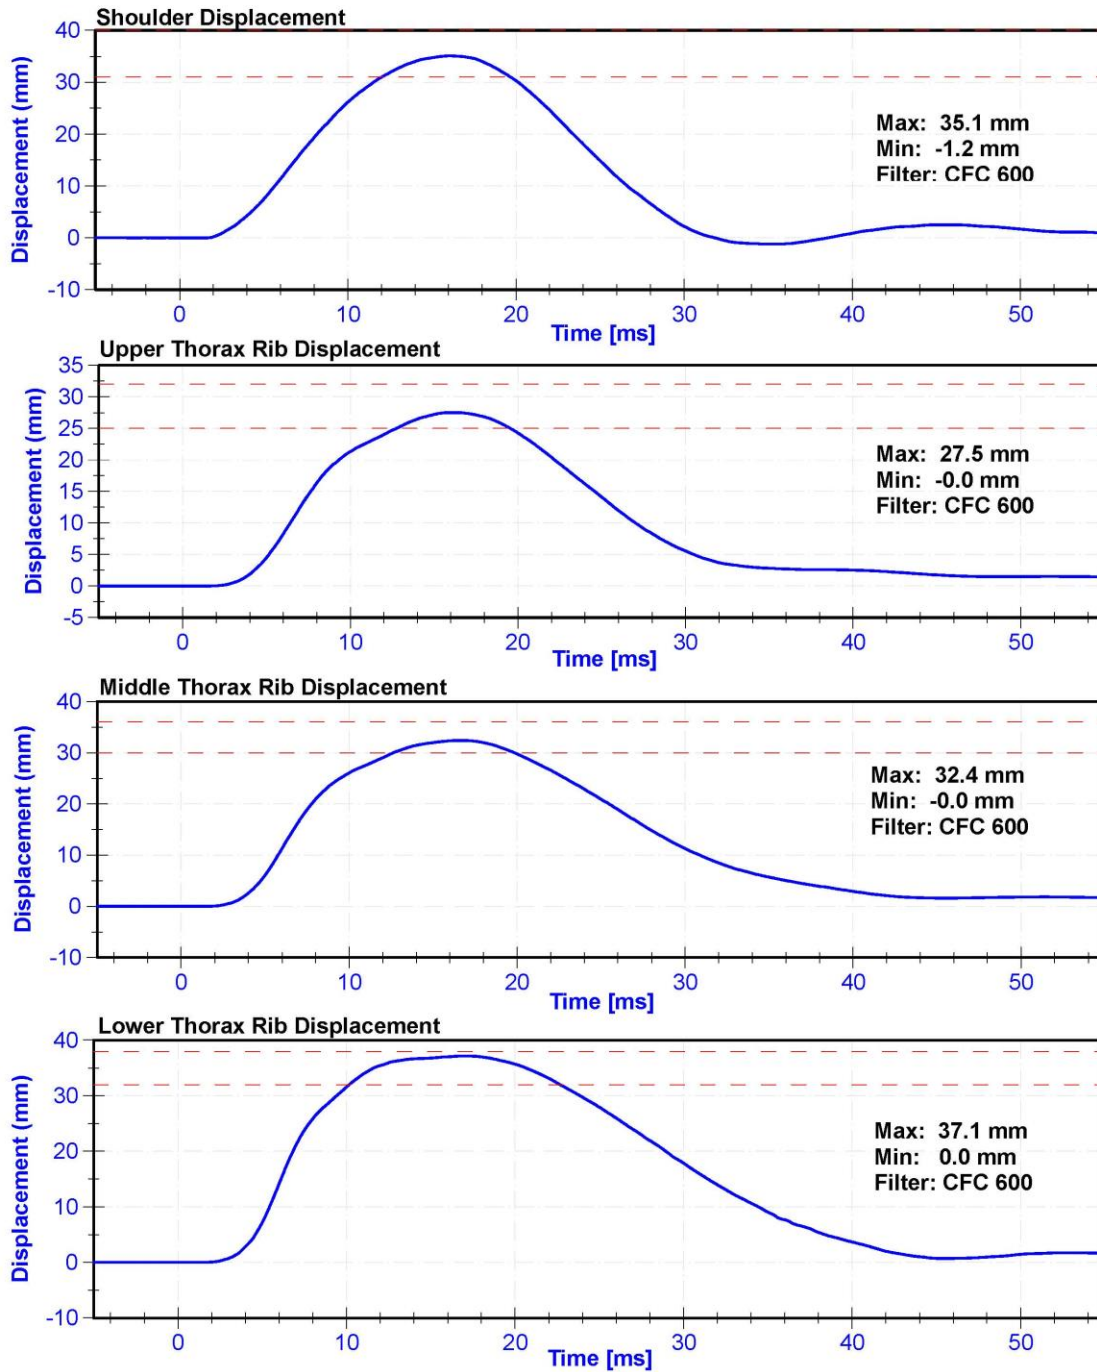 Shoulder Displacement
Displacement (mm)
40
30
20
10
0
-10
Max: 35.1 mm
Min: -1.2 mm
Filter: CFC 600
0 10 20 30 40 50
Time [ms]
Upper Thorax Rib Displacement
Displacement (mm)
35
30
25
20
15
10
5
0
-5
Max: 27.5 mm
Min: -0.0 mm
Filter: CFC 600
0 10 20 30 40 50
Time [ms]
Middle Thorax Rib Displacement
Displacement (mm)
40
30
20
10
0
-10
Max: 32.4 mm
Min: -0.0 mm
Filter: CFC 600
0 10 20 30 40 50
Time [ms]
Lower Thorax Rib Displacement
Displacement (mm)
40
30
20
10
0
-10
Max: 37.1 mm
Min: 0.0 mm
Filter: CFC 600
0 10 20 30 40 50
Time [ms]